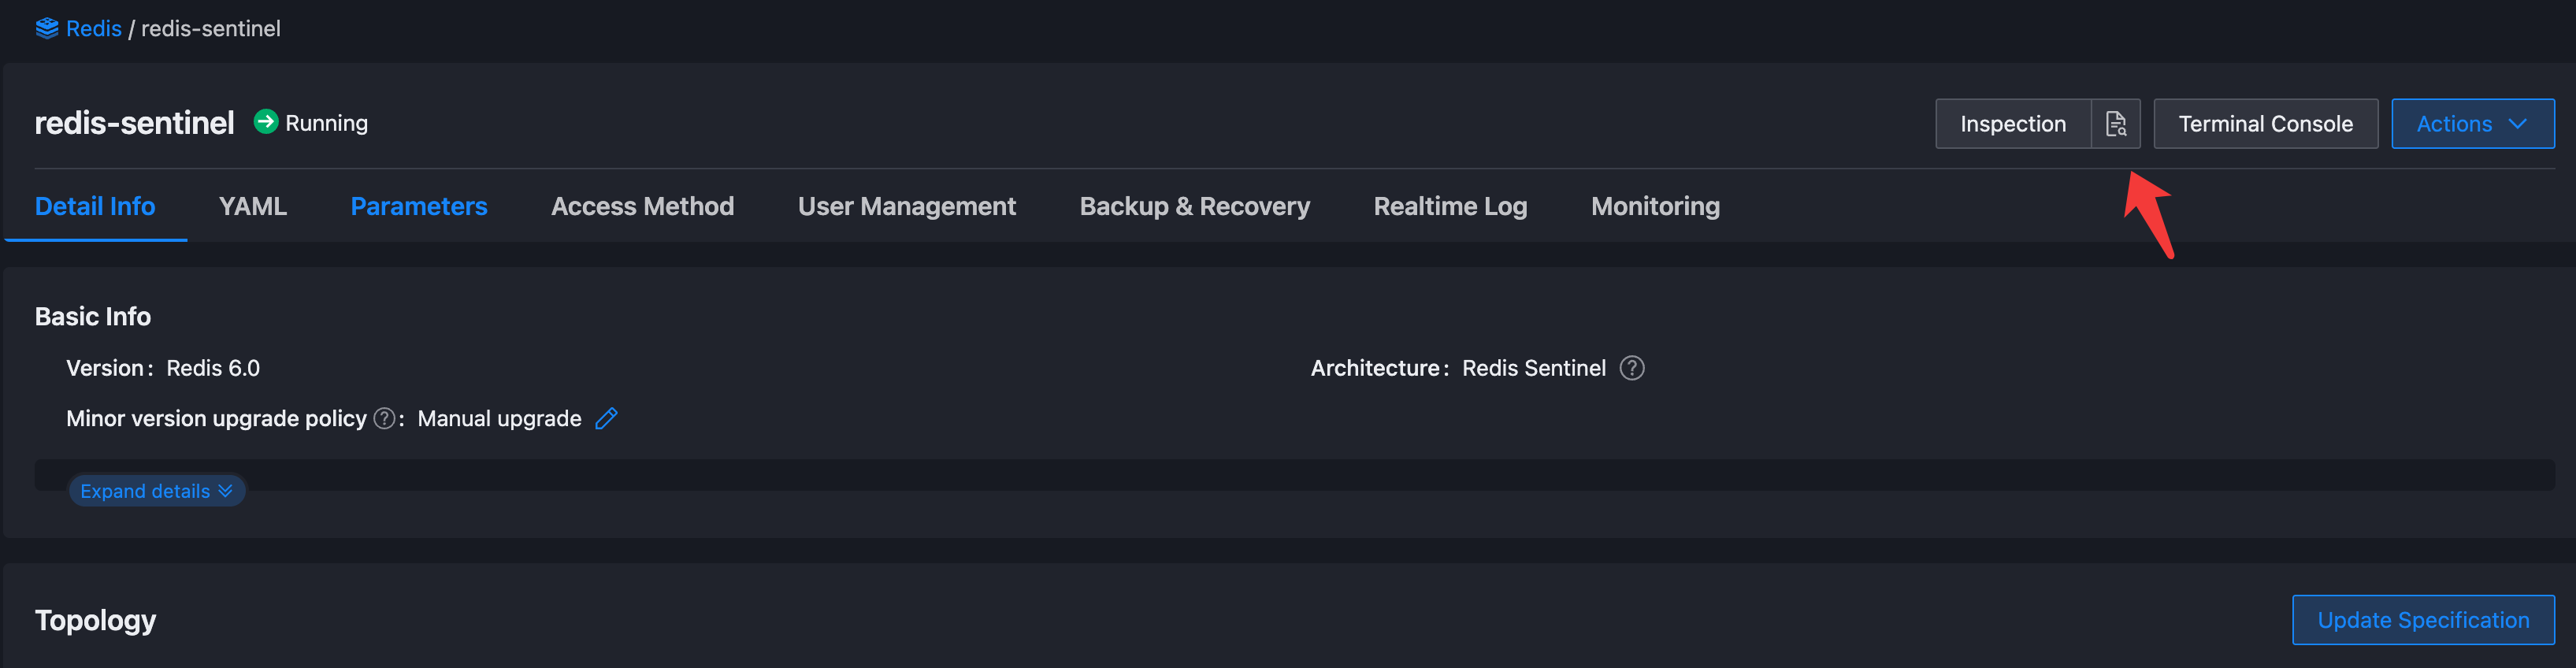 Redis / redis-sentinel
redis-sentinel Running
Inspection Terminal Console Actions
Detail Info YAML Parameters Access Method User Management Backup & Recovery Realtime Log Monitoring
Basic Info
Version: Redis 6.0 Architecture: Redis Sentinel ?
Minor version upgrade policy ?: Manual upgrade
Expand details
Topology Update Specification